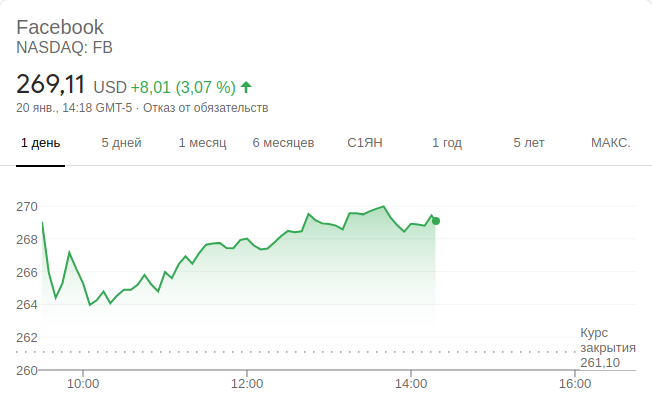 Facebook
NASDAQ: FB
269,11 USD +8,01 (3,07 %)
20 янв., 14:18 GMT-5 · Отказ от обязательств
1 день 5 дней 1 месяц 6 месяцев С1ЯН 1 год 5 лет МАКС.
270
268
266
264
262
Курс
закрытия
261,10
260
10:00 12:00 14:00 16:00